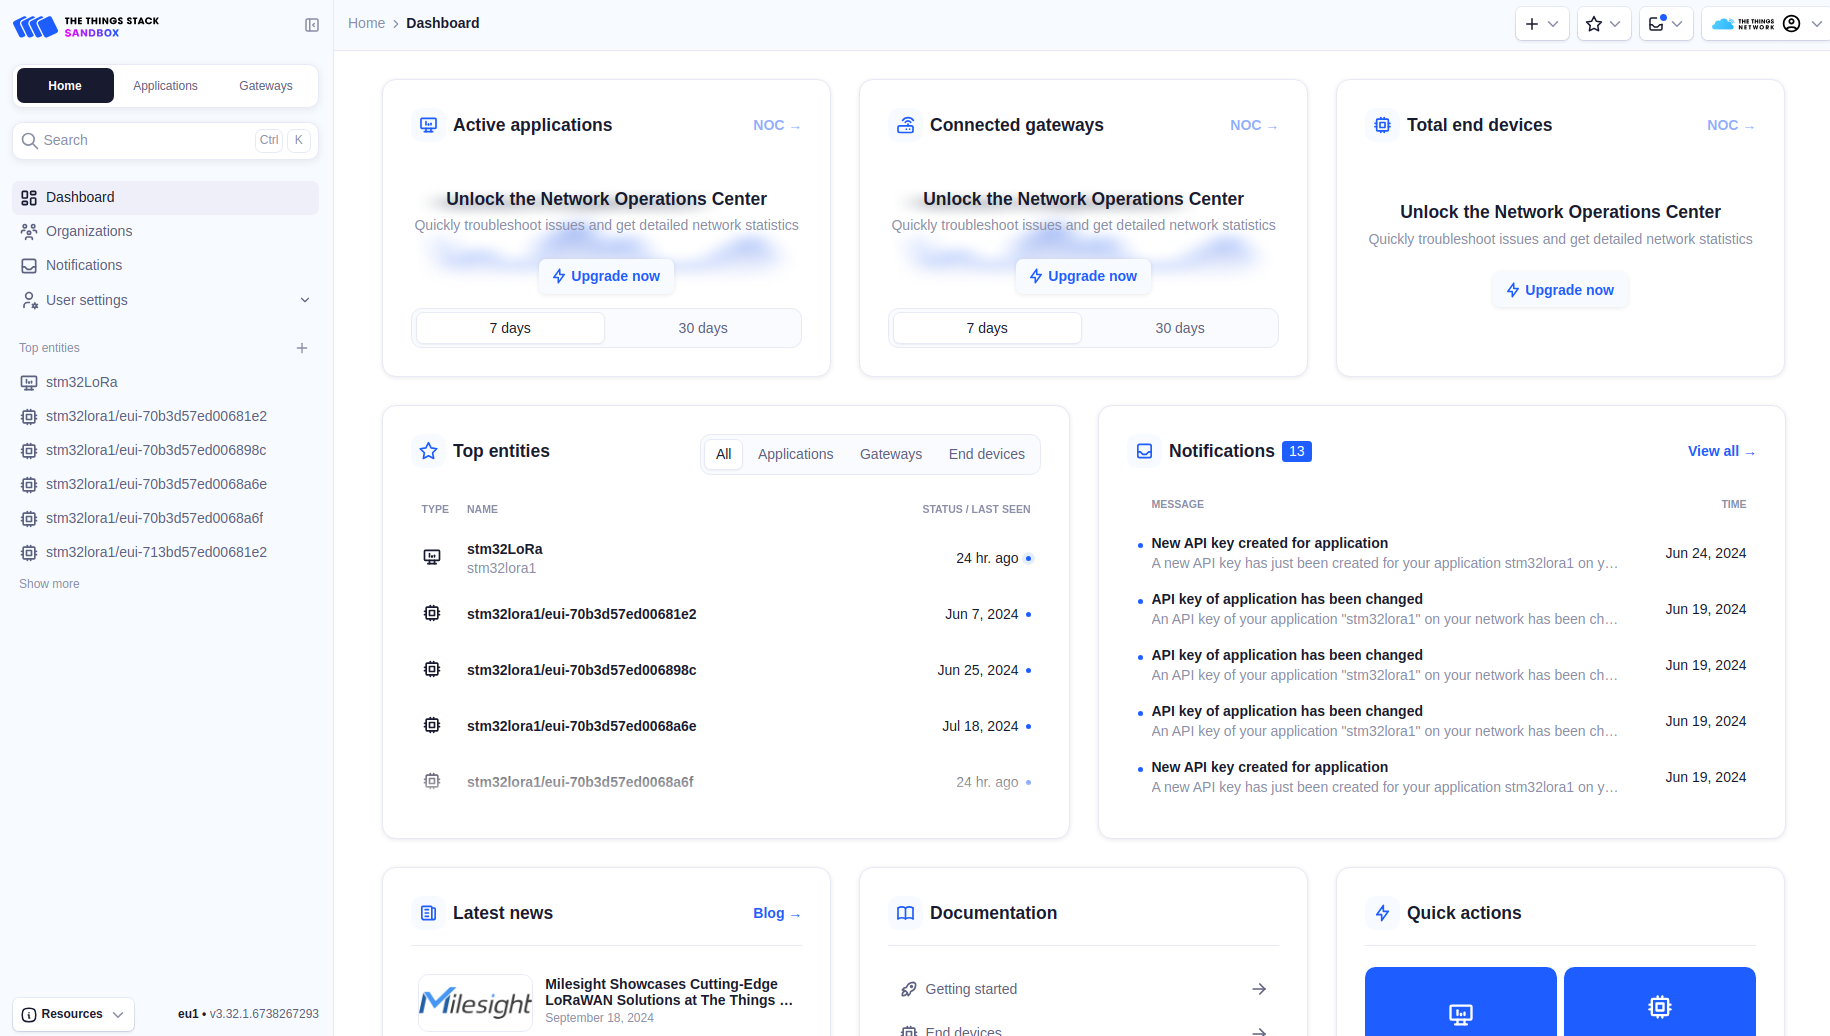 THE THINGS STACK
SANDBOX
Home
Applications
Gateways
Search
Ctrl
K
Dashboard
Organizations
Notifications
User settings
Top entities
stm32LoRa
stm32lora1/eui-70b3d57ed00681e2
stm32lora1/eui-70b3d57ed006898c
stm32lora1/eui-70b3d57ed0068a6e
stm32lora1/eui-70b3d57ed0068a6f
stm32lora1/eui-713bd57ed00681e2
Show more
Resources
eu1 • v3.32.1.6738267293
Home > Dashboard
THE THINGS
NETWORK
Active applications
NOC →
Unlock the Network Operations Center
Quickly troubleshoot issues and get detailed network statistics
Upgrade now
7 days
30 days
Connected gateways
NOC →
Unlock the Network Operations Center
Quickly troubleshoot issues and get detailed network statistics
Upgrade now
7 days
30 days
Total end devices
NOC →
Unlock the Network Operations Center
Quickly troubleshoot issues and get detailed network statistics
Upgrade now
Top entities
All
Applications
Gateways
End devices
TYPE NAME STATUS / LAST SEEN
stm32LoRa
stm32lora1
24 hr. ago
stm32lora1/eui-70b3d57ed00681e2 Jun 7, 2024
stm32lora1/eui-70b3d57ed006898c Jun 25, 2024
stm32lora1/eui-70b3d57ed0068a6e Jul 18, 2024
stm32lora1/eui-70b3d57ed0068a6f 24 hr. ago
Notifications 13
View all →
MESSAGE TIME
New API key created for application
A new API key has just been created for your application stm32lora1 on y…
Jun 24, 2024
API key of application has been changed
An API key of your application "stm32lora1" on your network has been ch…
Jun 19, 2024
API key of application has been changed
An API key of your application "stm32lora1" on your network has been ch…
Jun 19, 2024
API key of application has been changed
An API key of your application "stm32lora1" on your network has been ch…
Jun 19, 2024
New API key created for application
A new API key has just been created for your application stm32lora1 on y…
Jun 19, 2024
Latest news
Blog →
Milesight
Milesight Showcases Cutting-Edge
LoRaWAN Solutions at The Things …
September 18, 2024
Documentation
Getting started
End devices
Quick actions